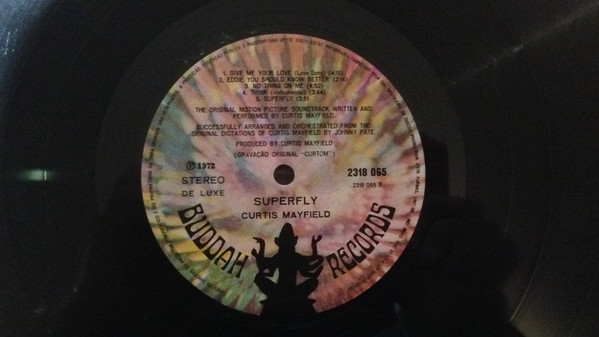 1. GIVE ME YOUR LOVE (Love Song) (4:16)
2. EDDIE YOU SHOULD KNOW BETTER (2:14)
3. NO THING ON ME (4:52)
4. THINK (Instrumental) (3:44)
5. SUPERFLY (3:51)
THE ORIGINAL MOTION PICTURE SOUNDTRACK WRITTEN AND
PERFORMED BY CURTIS MAYFIELD.
SUCCESSFULLY ARRANGED AND ORCHESTRATED FROM THE
ORIGINAL DICTATIONS OF CURTIS MAYFIELD BY JOHNNY PATE.
PRODUCED BY CURTIS MAYFIELD
(GRAVAÇÃO ORIGINAL "CURTOM")
℗ 1972
STEREO
DE LUXE
2318 065
2318 065 B
SUPERFLY
CURTIS MAYFIELD
BUDDAH RECORDS